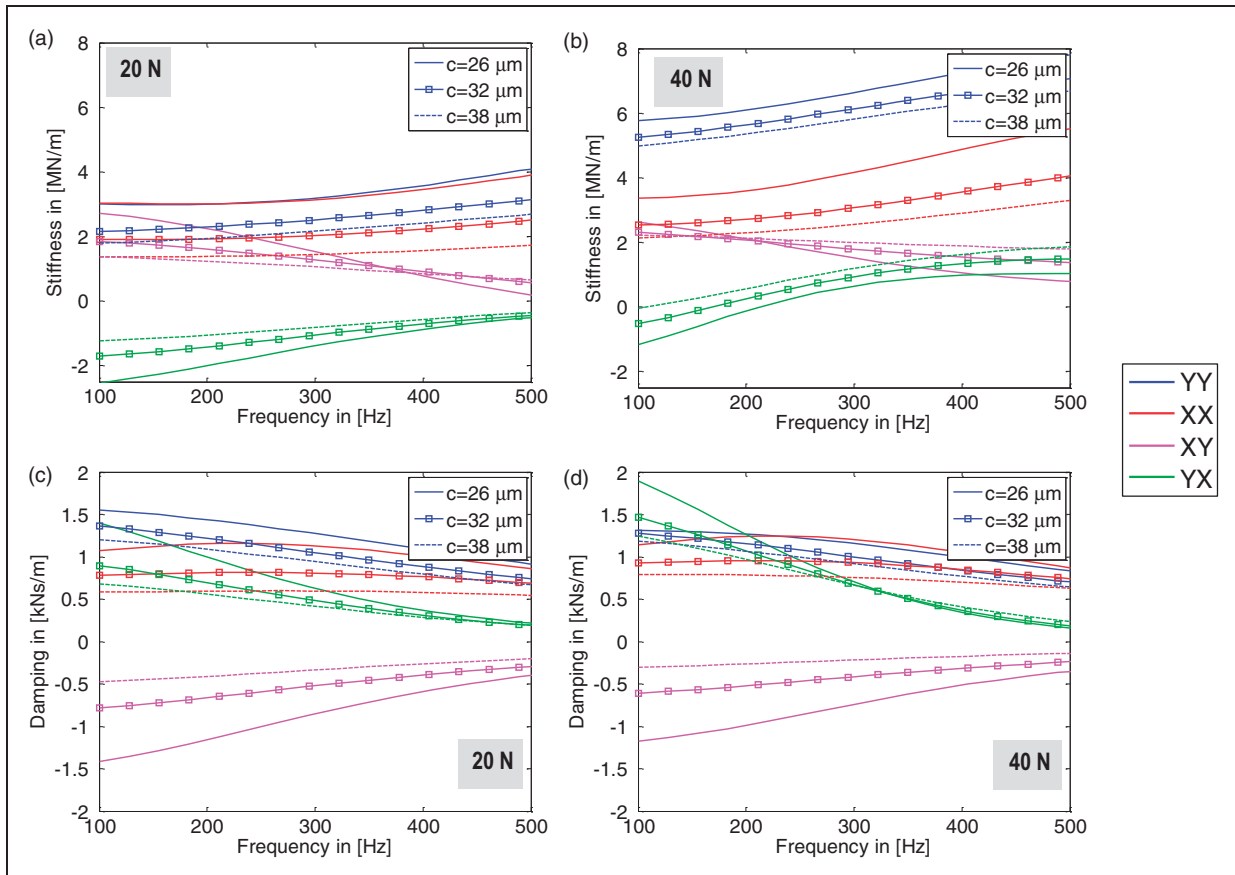 (a)
20 N
c=26 μm
c=32 μm
c=38 μm
Stiffness in [MN/m]
8
6
4
2
0
-2
100 200 300 400 500
Frequency in [Hz]
(b)
40 N
c=26 μm
c=32 μm
c=38 μm
Stiffness in [MN/m]
8
6
4
2
0
-2
100 200 300 400 500
Frequency in [Hz]
YY
XX
XY
YX
(c)
c=26 μm
c=32 μm
c=38 μm
20 N
Damping in [kNs/m]
2
1.5
1
0.5
0
-0.5
-1
-1.5
-2
100 200 300 400 500
Frequency in [Hz]
(d)
c=26 μm
c=32 μm
c=38 μm
40 N
Damping in [kNs/m]
2
1.5
1
0.5
0
-0.5
-1
-1.5
-2
100 200 300 400 500
Frequency in [Hz]